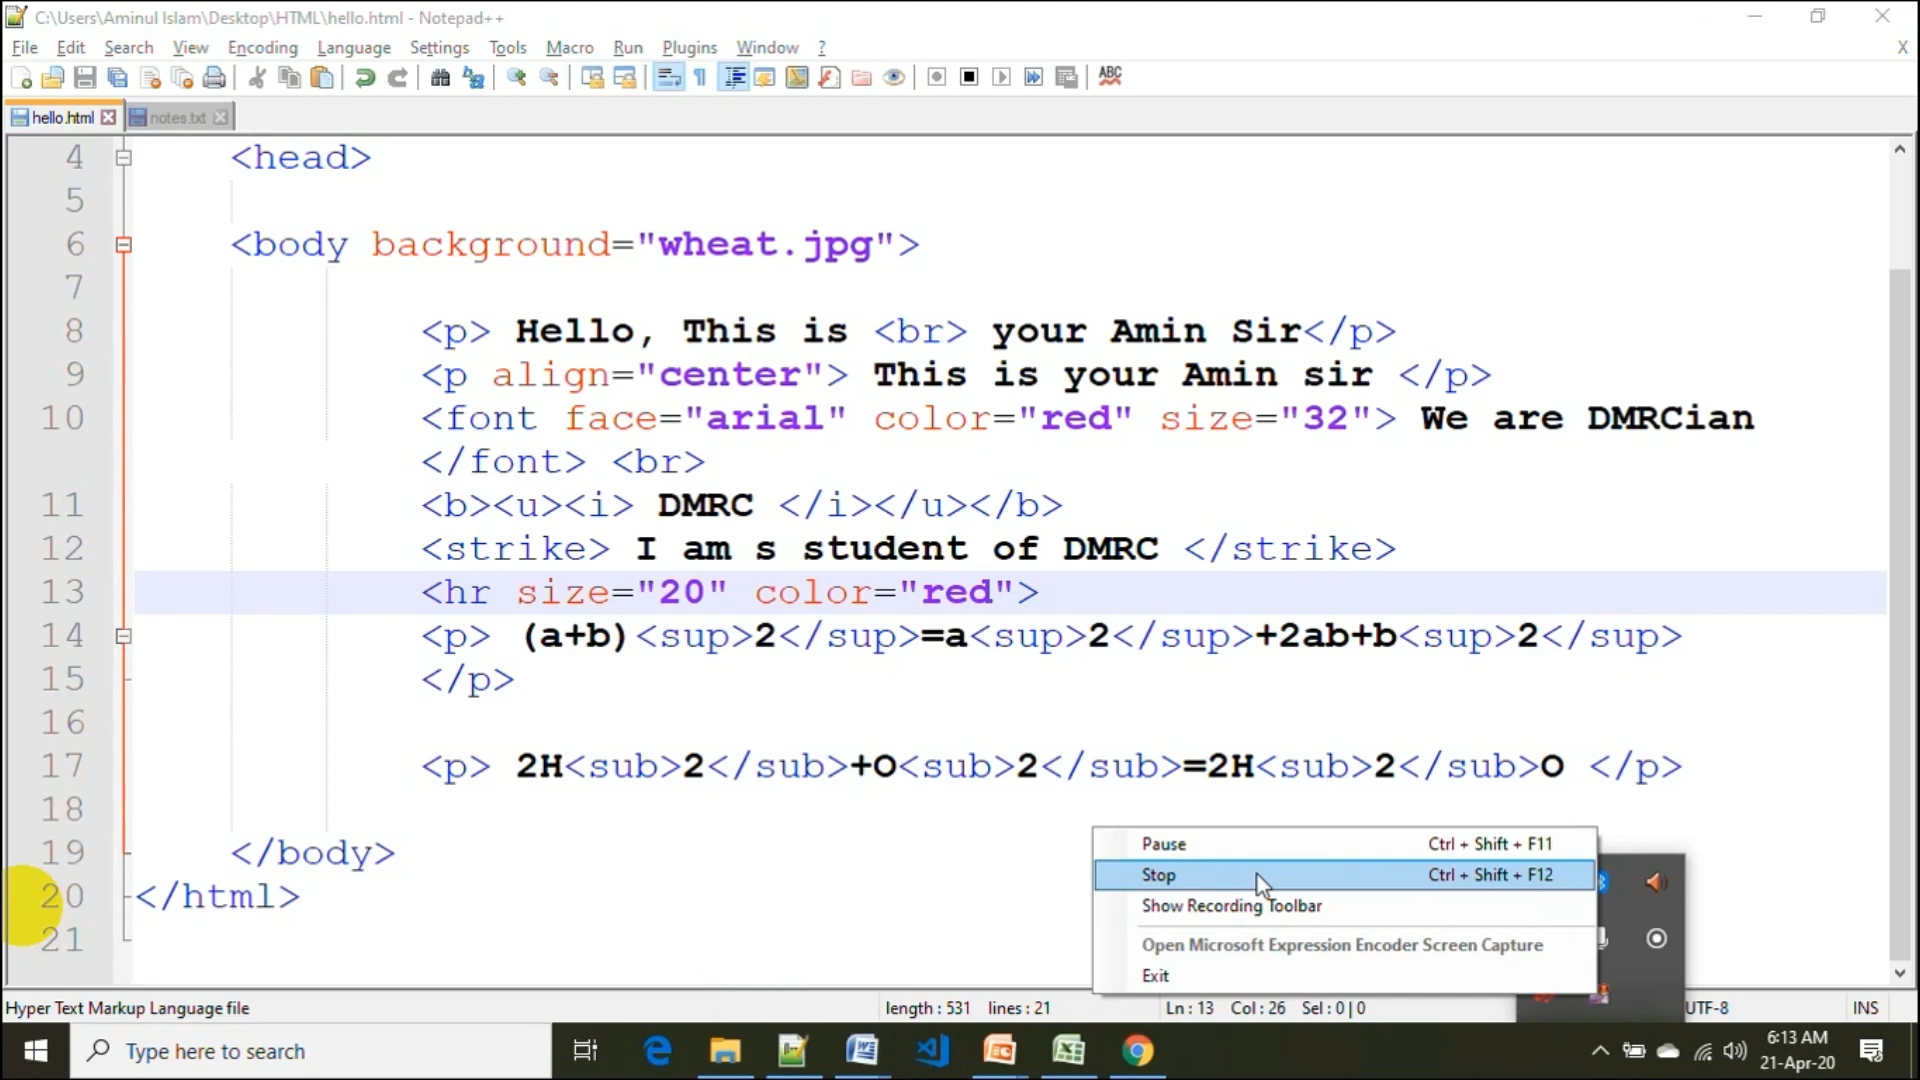 C:\Users\Aminul Islam\Desktop\HTML\hello.html - Notepad++
File Edit Search View Encoding Language Settings Tools Macro Run Plugins Window ? X
ABC
hello.html notes.txt
4 <head>
5
6 <body background="wheat.jpg">
7
8 <p> Hello, This is <br> your Amin Sir</p>
9 <p align="center"> This is your Amin sir </p>
10 <font face="arial" color="red" size="32"> We are DMRCian
</font> <br>
11 <b><u><i> DMRC </i></u></b>
12 <strike> I am s student of DMRC </strike>
13 <hr size="20" color="red">
14 <p> (a+b)<sup>2</sup>=a<sup>2</sup>+2ab+b<sup>2</sup>
15 </p>
16
17 <p> 2H<sub>2</sub>+O<sub>2</sub>=2H<sub>2</sub>O </p>
18
19 </body>
20 </html>
21
Pause Ctrl + Shift + F11
Stop Ctrl + Shift + F12
Show Recording Toolbar
Open Microsoft Expression Encoder Screen Capture
Exit
Hyper Text Markup Language file length : 531 lines : 21 Ln : 13 Col : 26 Sel : 0 | 0 UTF-8 INS
Type here to search
6:13 AM
21-Apr-20